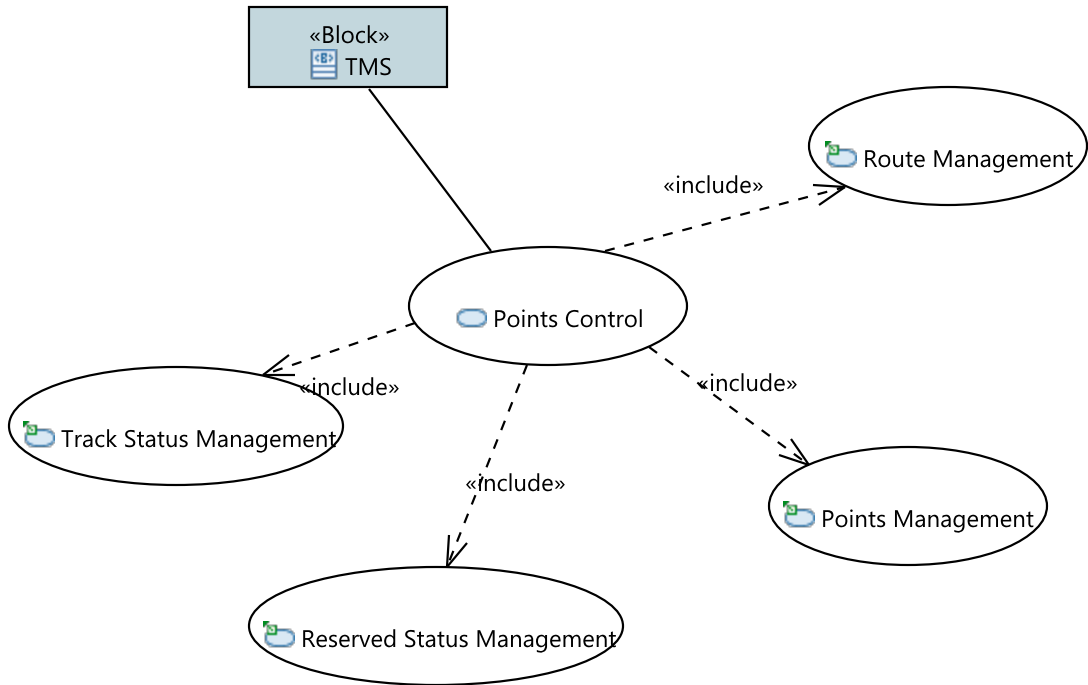 «Block»
TMS
Route Management
«include»
Points Control
«include»
«include»
Track Status Management
«include»
Points Management
Reserved Status Management